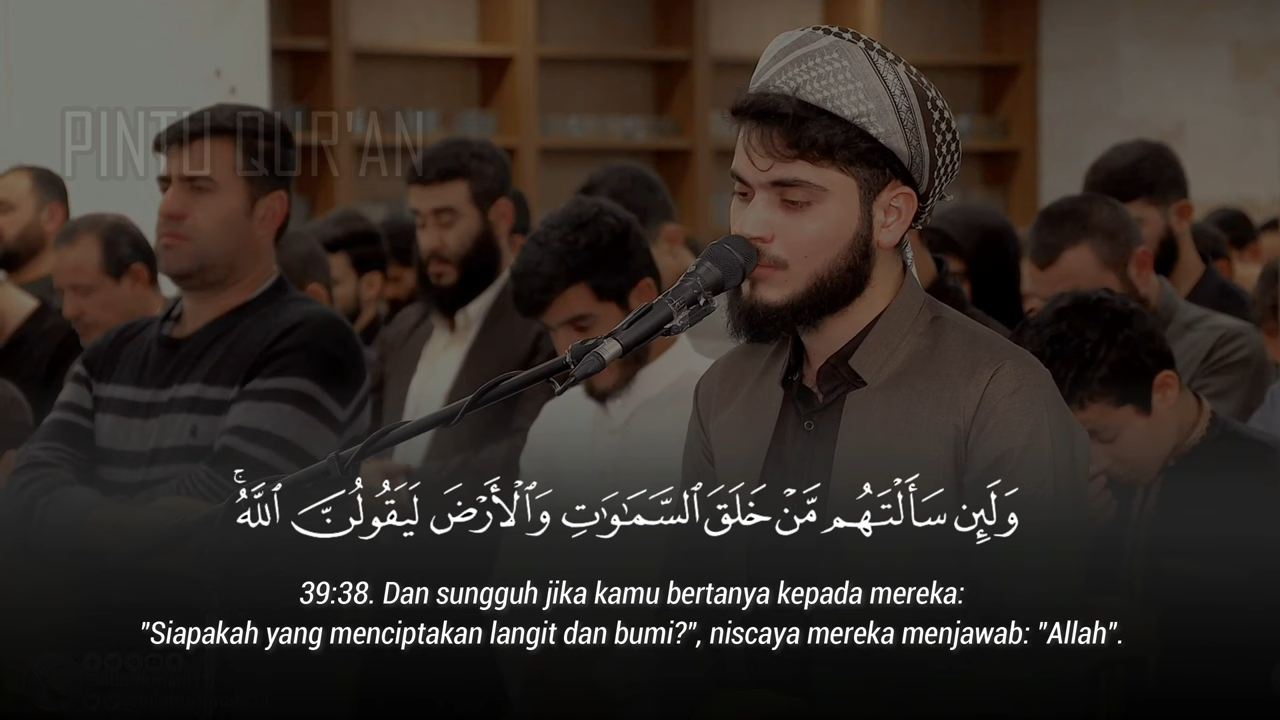 PINTU QUR'AN
وَلَئِن سَأَلْتَهُم مَّنْ خَلَقَ ٱلسَّمَـٰوَٰتِ وَٱلْأَرْضَ لَيَقُولُنَّ ٱللَّهُ ۚ
39:38. Dan sungguh jika kamu bertanya kepada mereka:
"Siapakah yang menciptakan langit dan bumi?", niscaya mereka menjawab: "Allah".